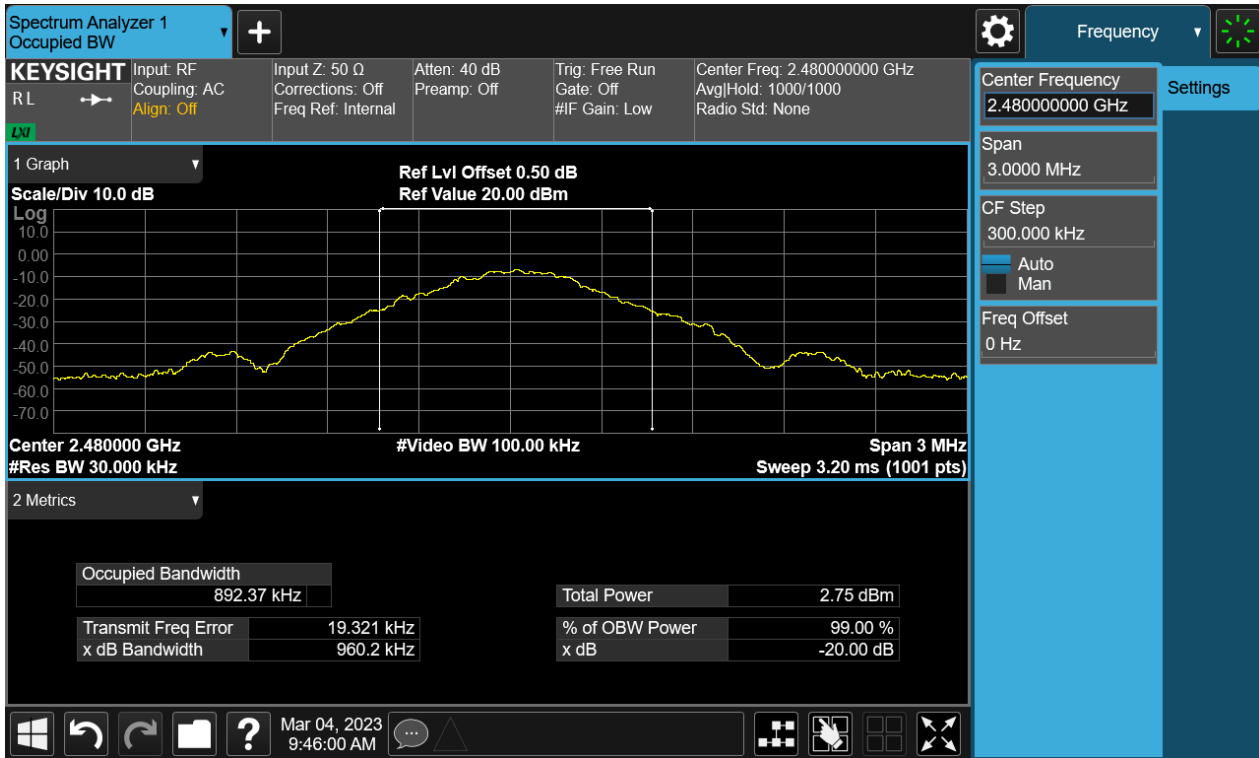 Spectrum Analyzer 1
Occupied BW
Frequency
KEYSIGHT
R L
LXI
Input: RF
Coupling: AC
Align: Off
Input Z: 50 Ω
Corrections: Off
Freq Ref: Internal
Atten: 40 dB
Preamp: Off
Trig: Free Run
Gate: Off
#IF Gain: Low
Center Freq: 2.480000000 GHz
Avg|Hold: 1000/1000
Radio Std: None
1 Graph
Scale/Div 10.0 dB
Ref Lvl Offset 0.50 dB
Ref Value 20.00 dBm
Log
10.0
0.00
-10.0
-20.0
-30.0
-40.0
-50.0
-60.0
-70.0
Center 2.480000 GHz
#Video BW 100.00 kHz
Span 3 MHz
#Res BW 30.000 kHz
Sweep 3.20 ms (1001 pts)
2 Metrics
Occupied Bandwidth
892.37 kHz
Total Power 2.75 dBm
Transmit Freq Error 19.321 kHz
% of OBW Power 99.00 %
x dB Bandwidth 960.2 kHz
x dB -20.00 dB
?
Mar 04, 2023
9:46:00 AM
Center Frequency
2.480000000 GHz
Settings
Span
3.0000 MHz
CF Step
300.000 kHz
Auto
Man
Freq Offset
0 Hz